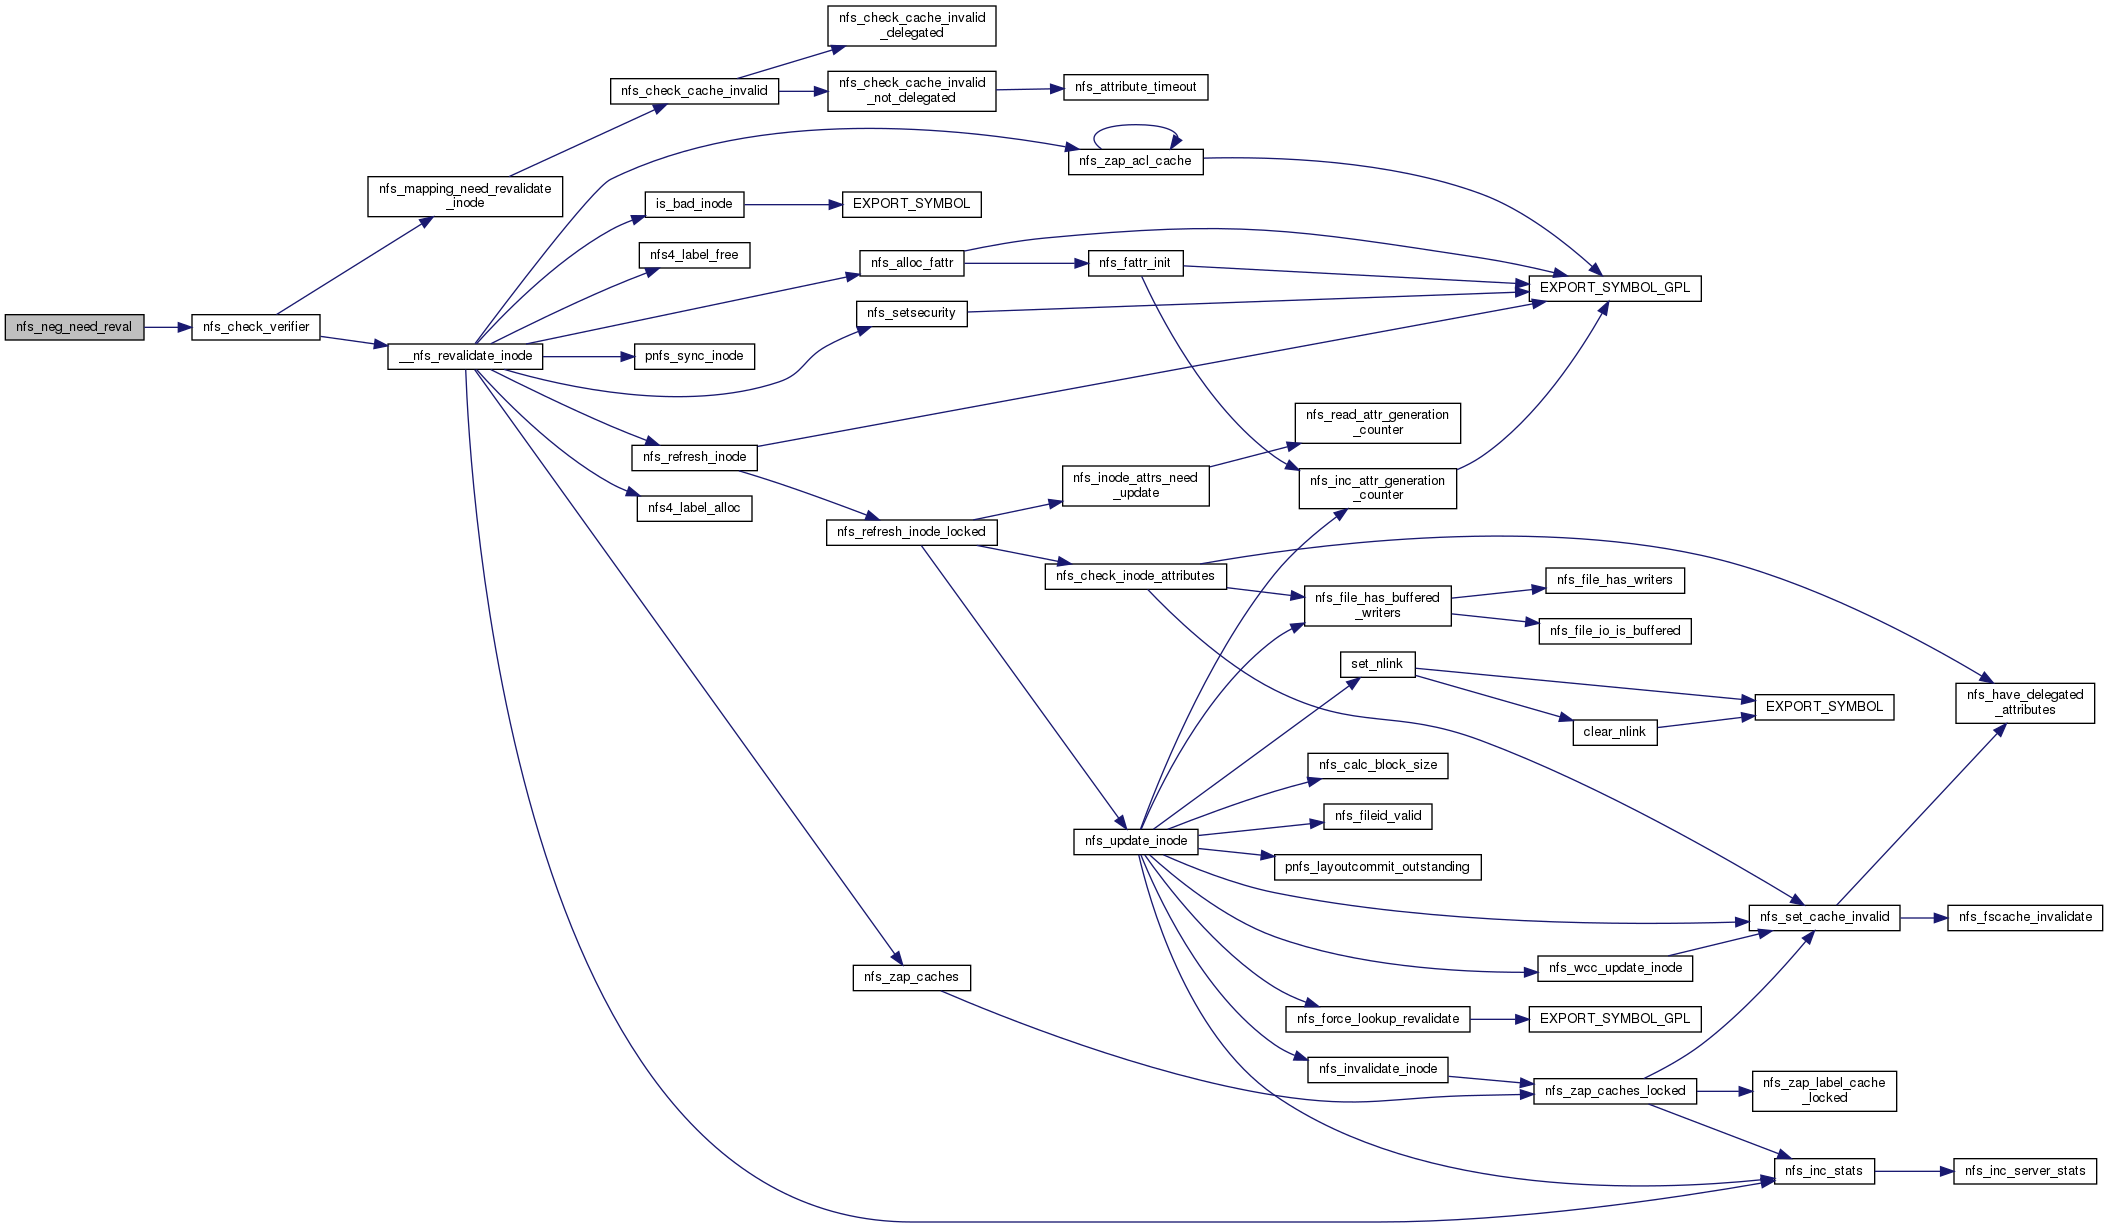 nfs_check_cache_invalid
_delegated
nfs_check_cache_invalid
nfs_check_cache_invalid
_not_delegated
nfs_attribute_timeout
nfs_zap_acl_cache
nfs_mapping_need_revalidate
_inode
is_bad_inode
EXPORT_SYMBOL
nfs4_label_free
nfs_alloc_fattr
nfs_fattr_init
EXPORT_SYMBOL_GPL
nfs_setsecurity
nfs_neg_need_reval
nfs_check_verifier
__nfs_revalidate_inode
pnfs_sync_inode
nfs_read_attr_generation
_counter
nfs_refresh_inode
nfs_inode_attrs_need
_update
nfs_inc_attr_generation
_counter
nfs4_label_alloc
nfs_refresh_inode_locked
nfs_check_inode_attributes
nfs_file_has_buffered
_writers
nfs_file_has_writers
nfs_file_io_is_buffered
set_nlink
nfs_have_delegated
_attributes
EXPORT_SYMBOL
clear_nlink
nfs_calc_block_size
nfs_fileid_valid
nfs_update_inode
pnfs_layoutcommit_outstanding
nfs_set_cache_invalid
nfs_fscache_invalidate
nfs_wcc_update_inode
nfs_zap_caches
nfs_force_lookup_revalidate
EXPORT_SYMBOL_GPL
nfs_invalidate_inode
nfs_zap_caches_locked
nfs_zap_label_cache
_locked
nfs_inc_stats
nfs_inc_server_stats